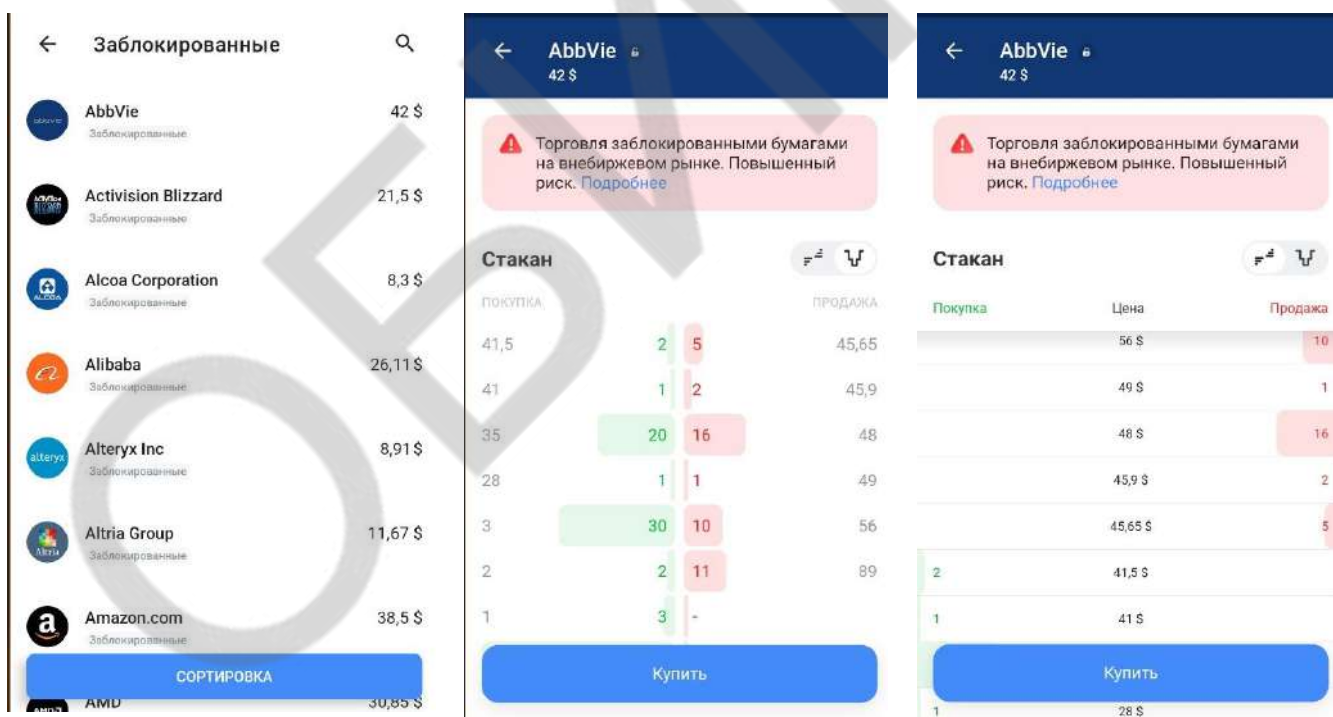 Заблокированные
AbbVie
42 $
Заблокированные
Activision Blizzard
21,5 $
Заблокированные
Alcoa Corporation
8,3 $
Заблокированные
Alibaba
26,11 $
Заблокированные
Alteryx Inc
8,91 $
Заблокированные
Altria Group
11,67 $
Заблокированные
Amazon.com
38,5 $
Заблокированные
СОРТИРОВКА
AMD
30,85 $
AbbVie
42 $
Торговля заблокированными бумагами
на внебиржевом рынке. Повышенный
риск. Подробнее
Стакан
ПОКУПКА ПРОДАЖА
41,5 2 5 45,65
41 1 2 45,9
35 20 16 48
28 1 1 49
3 30 10 56
2 2 11 89
1 3 -
Купить
AbbVie
42 $
Торговля заблокированными бумагами
на внебиржевом рынке. Повышенный
риск. Подробнее
Стакан
Покупка Цена Продажа
56 $ 10
49 $ 1
48 $ 16
45,9 $ 2
45,65 $ 5
2 41,5 $
1 41 $
Купить
1 28 $